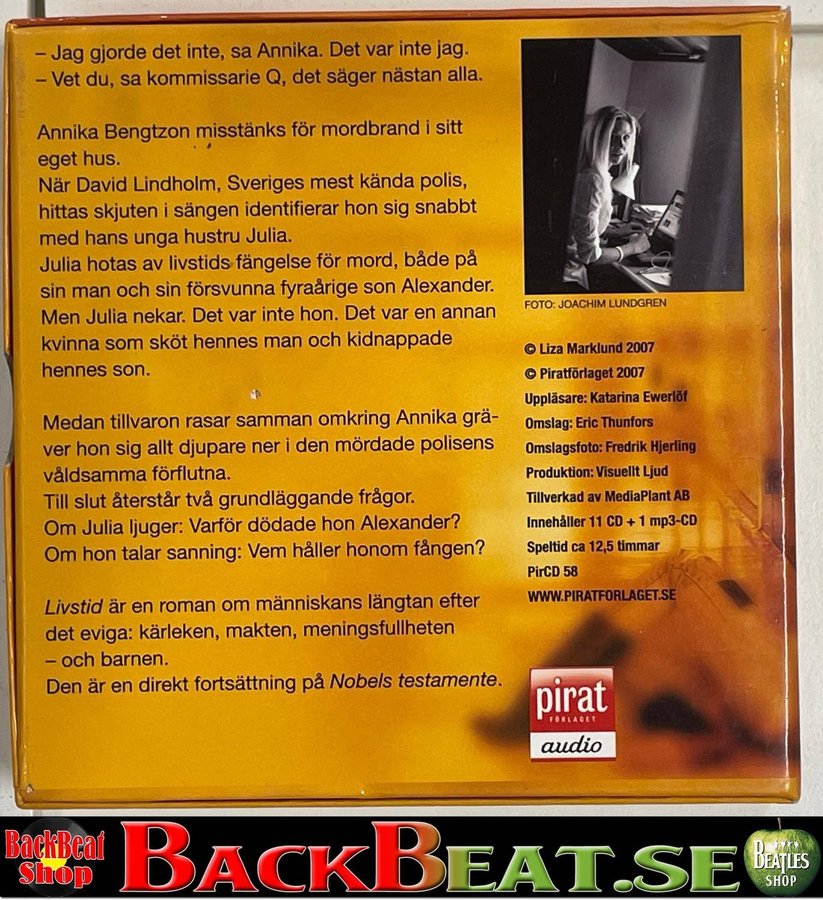 – Jag gjorde det inte, sa Annika. Det var inte jag.
– Vet du, sa kommissarie Q, det säger nästan alla.
Annika Bengtzon misstänks för mordbrand i sitt
eget hus.
När David Lindholm, Sveriges mest kända polis,
hittas skjuten i sängen identifierar hon sig snabbt
med hans unga hustru Julia.
Julia hotas av livstids fängelse för mord, både på
sin man och sin försvunna fyraårige son Alexander.
Men Julia nekar. Det var inte hon. Det var en annan
kvinna som sköt hennes man och kidnappade
hennes son.
Medan tillvaron rasar samman omkring Annika grä-
ver hon sig allt djupare ner i den mördade polisens
våldsamma förflutna.
Till slut återstår två grundläggande frågor.
Om Julia ljuger: Varför dödade hon Alexander?
Om hon talar sanning: Vem håller honom fången?
Livstid är en roman om människans längtan efter
det eviga: kärleken, makten, meningsfullheten
– och barnen.
Den är en direkt fortsättning på Nobels testamente.
FOTO: JOACHIM LUNDGREN
© Liza Marklund 2007
© Piratförlaget 2007
Uppläsare: Katarina Ewerlöf
Omslag: Eric Thunfors
Omslagsfoto: Fredrik Hjerling
Produktion: Visuellt Ljud
Tillverkad av MediaPlant AB
Innehåller 11 CD + 1 mp3-CD
Speltid ca 12,5 timmar
PirCD 58
WWW.PIRATFORLAGET.SE
pirat
FÖRLAGET
audio
BackBeat
Shop
BACKBEAT.SE
BEATLES
SHOP